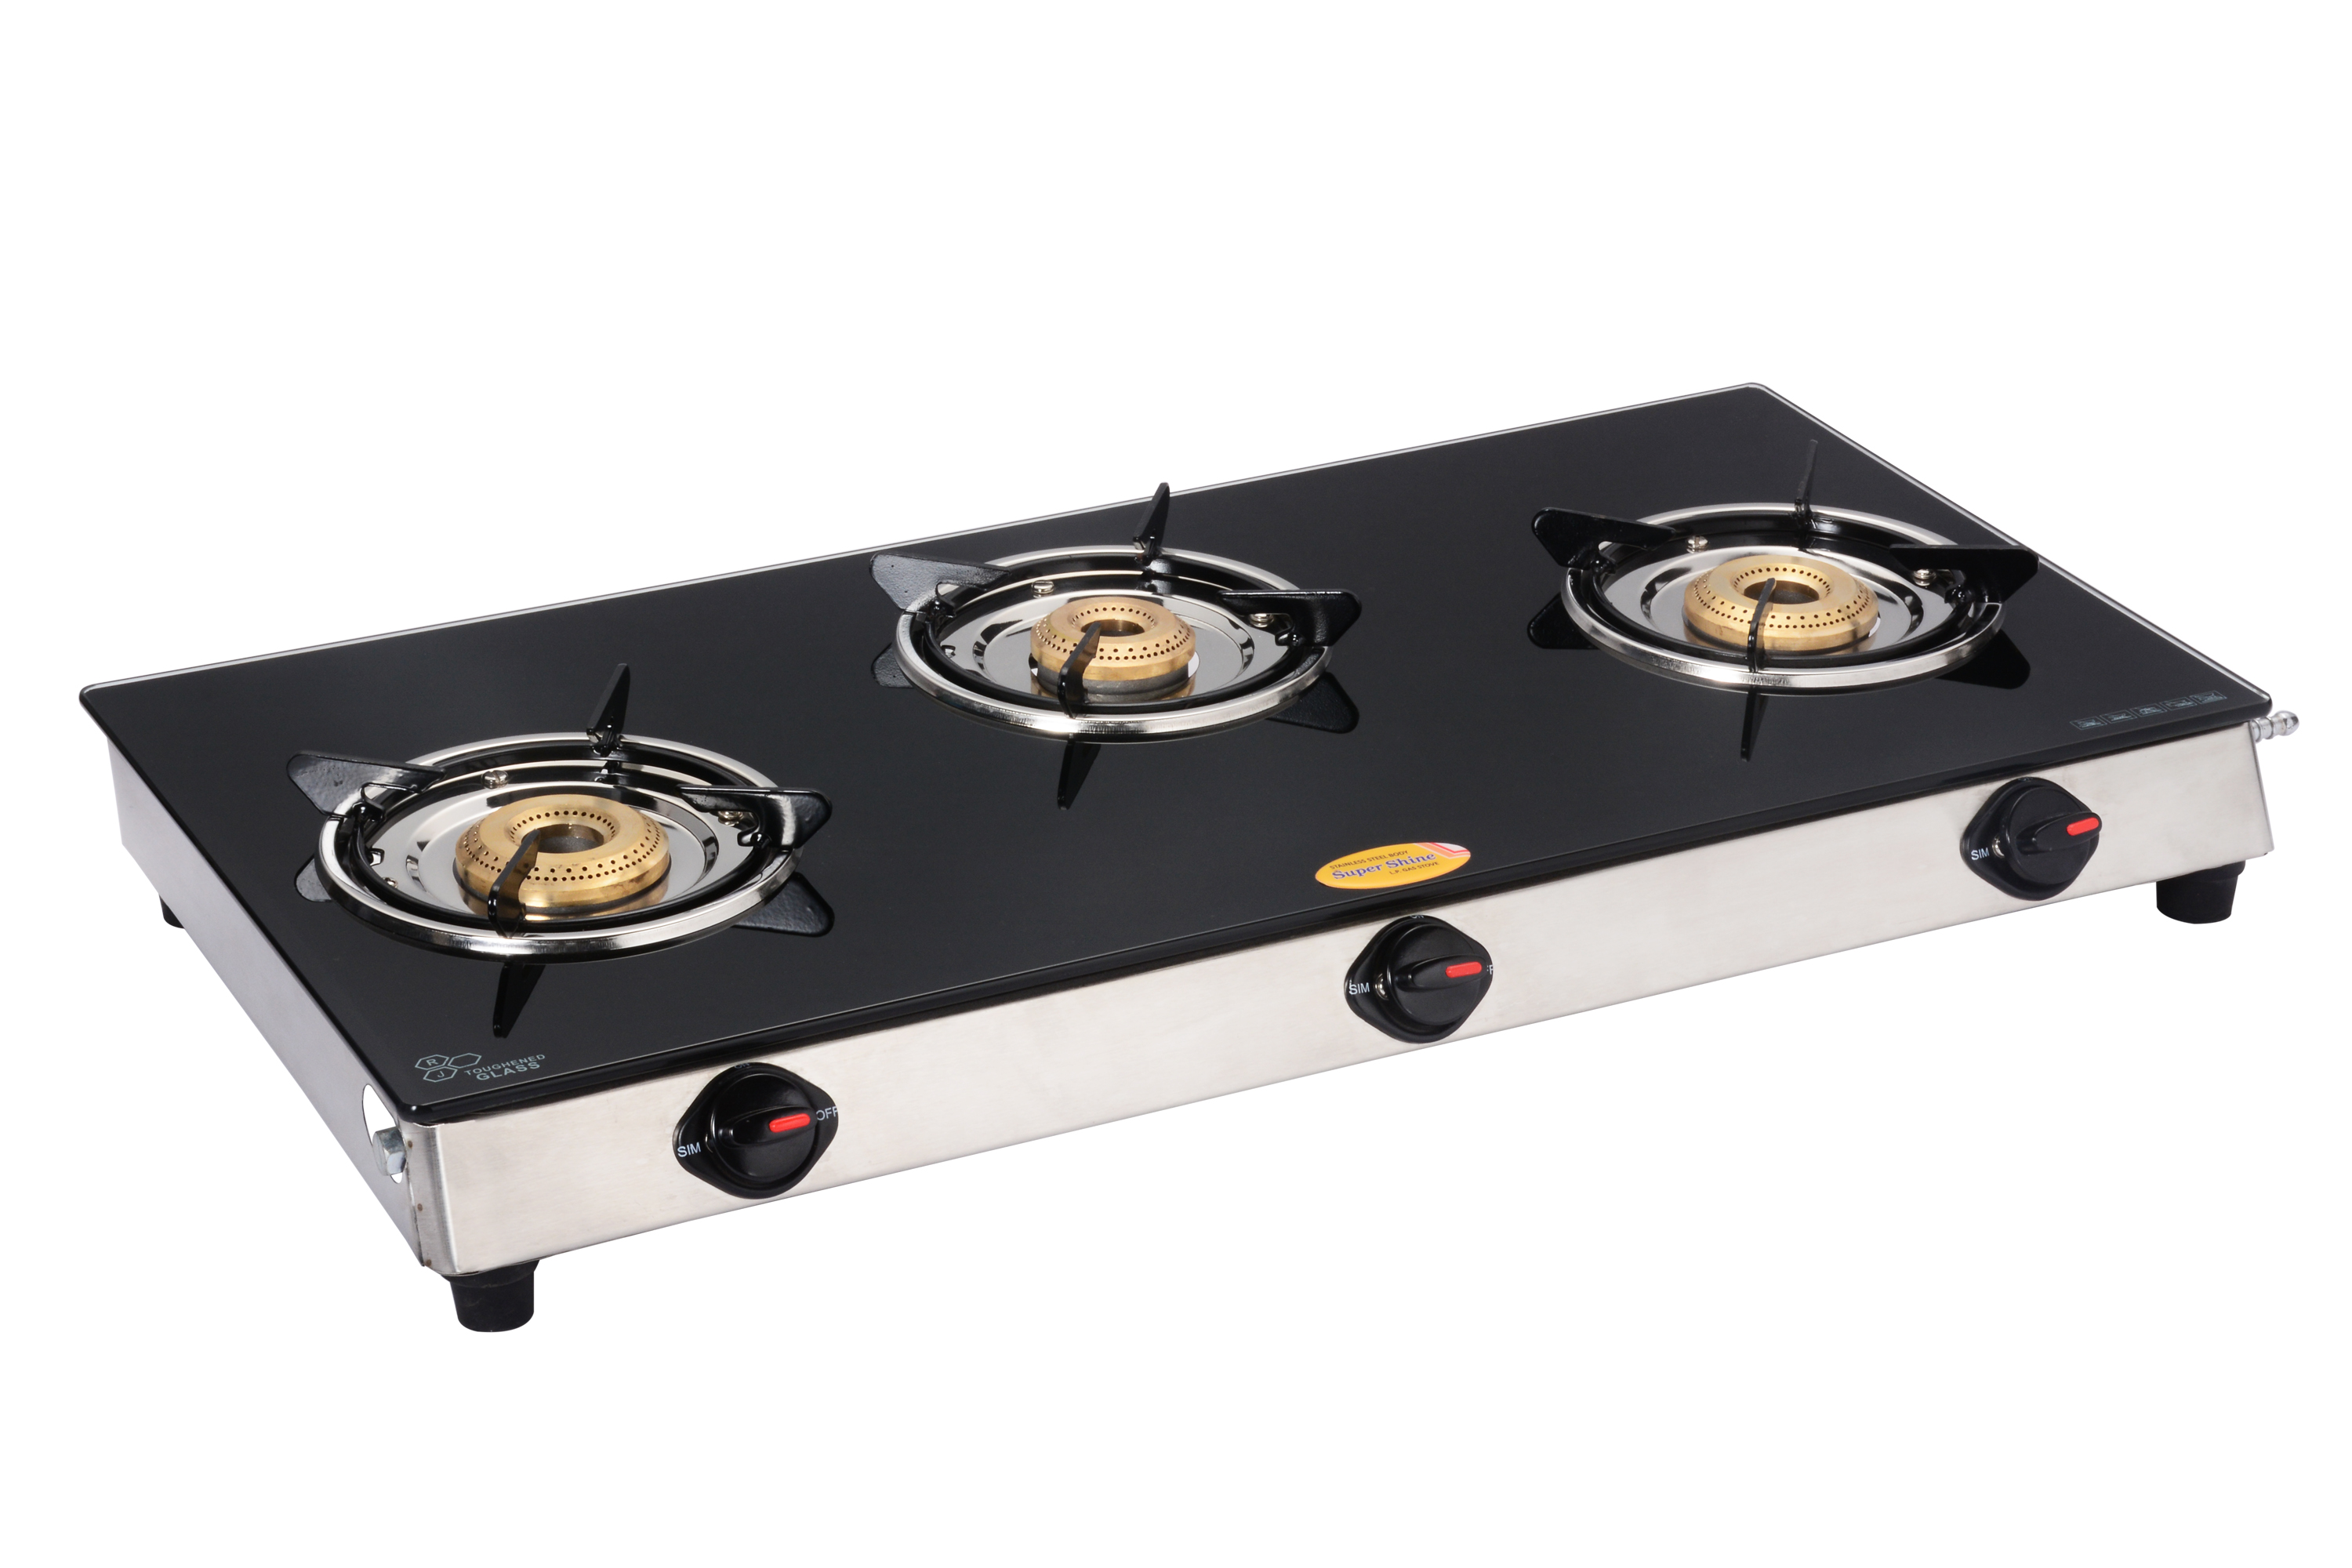 STAINLESS STEEL BODY
Super Shine
L.P. GAS STOVE
R
J
TOUGHENED
GLASS
SIM
OFF
SIM
SIM